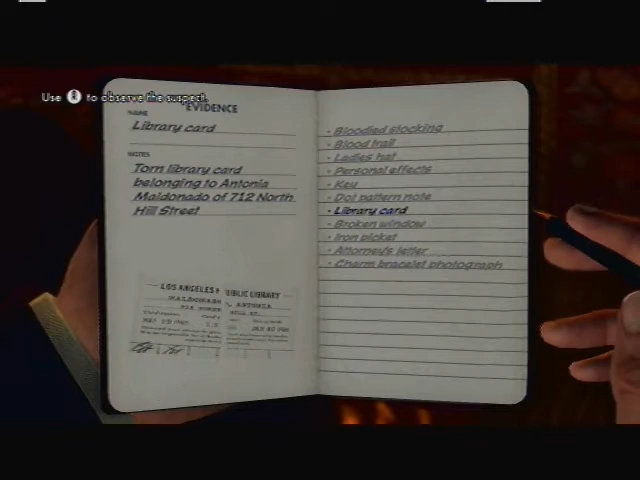 Use R to observe the suspect.
EVIDENCE
NAME
Library card
NOTES
Torn library card
belonging to Antonia
Maldonado of 712 North
Hill Street
LOS ANGELES PUBLIC LIBRARY
MALDONADO, ANTONIA
- Bloodied stocking
- Blood trail
- Ladies hat
- Personal effects
- Key
- Dot pattern note
- Library card
- Broken window
- Iron picket
- Attorney's letter
- Charm bracelet photograph